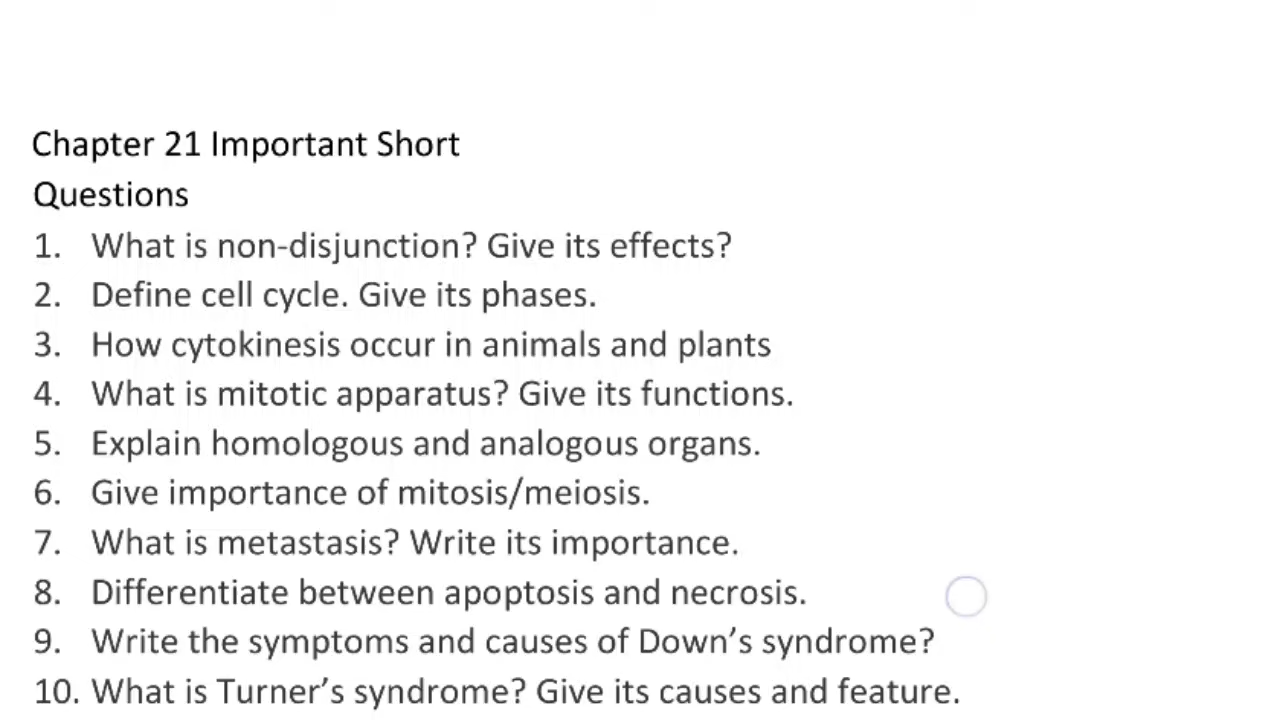 Chapter 21 Important Short
Questions
1. What is non-disjunction? Give its effects?
2. Define cell cycle. Give its phases.
3. How cytokinesis occur in animals and plants
4. What is mitotic apparatus? Give its functions.
5. Explain homologous and analogous organs.
6. Give importance of mitosis/meiosis.
7. What is metastasis? Write its importance.
8. Differentiate between apoptosis and necrosis.
9. Write the symptoms and causes of Down’s syndrome?
10. What is Turner’s syndrome? Give its causes and feature.